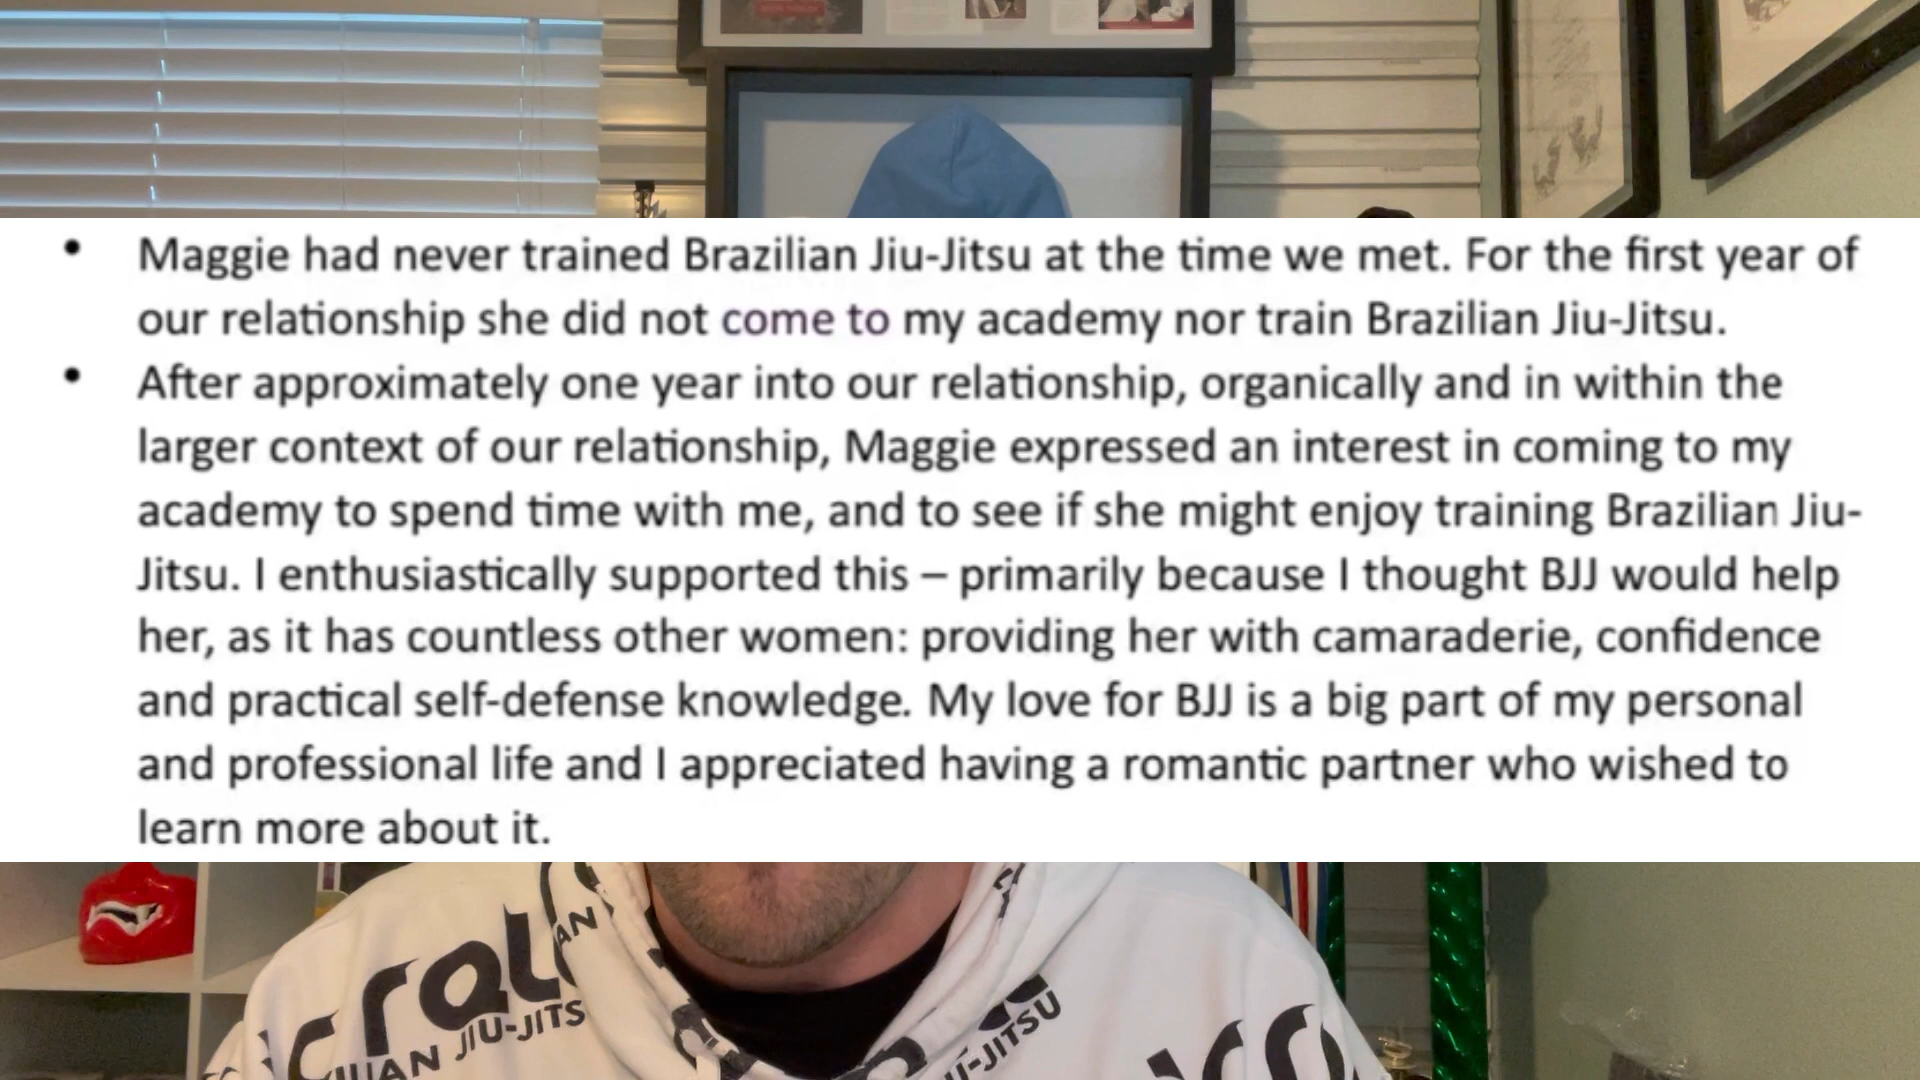 • Maggie had never trained Brazilian Jiu-Jitsu at the time we met. For the first year of
our relationship she did not come to my academy nor train Brazilian Jiu-Jitsu.
• After approximately one year into our relationship, organically and in within the
larger context of our relationship, Maggie expressed an interest in coming to my
academy to spend time with me, and to see if she might enjoy training Brazilian Jiu-
Jitsu. I enthusiastically supported this – primarily because I thought BJJ would help
her, as it has countless other women: providing her with camaraderie, confidence
and practical self-defense knowledge. My love for BJJ is a big part of my personal
and professional life and I appreciated having a romantic partner who wished to
learn more about it.
JIU-JITSU